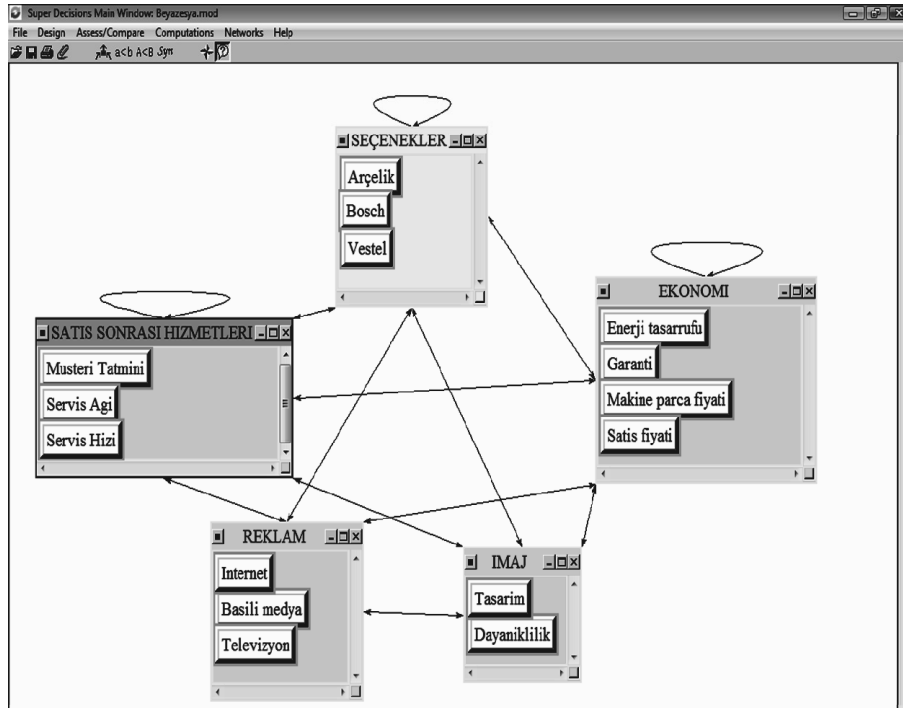 Super Decisions Main Window: Beyazesya.mod
File Design Assess/Compare Computations Networks Help
a<b A<B Syn
SEÇENEKLER
Arçelik
Bosch
Vestel
EKONOMI
Enerji tasarrufu
Garanti
Makine parca fiyati
Satis fiyati
SATIS SONRASI HIZMETLERI
Musteri Tatmini
Servis Agi
Servis Hizi
REKLAM
Internet
Basili medya
Televizyon
IMAJ
Tasarim
Dayaniklilik